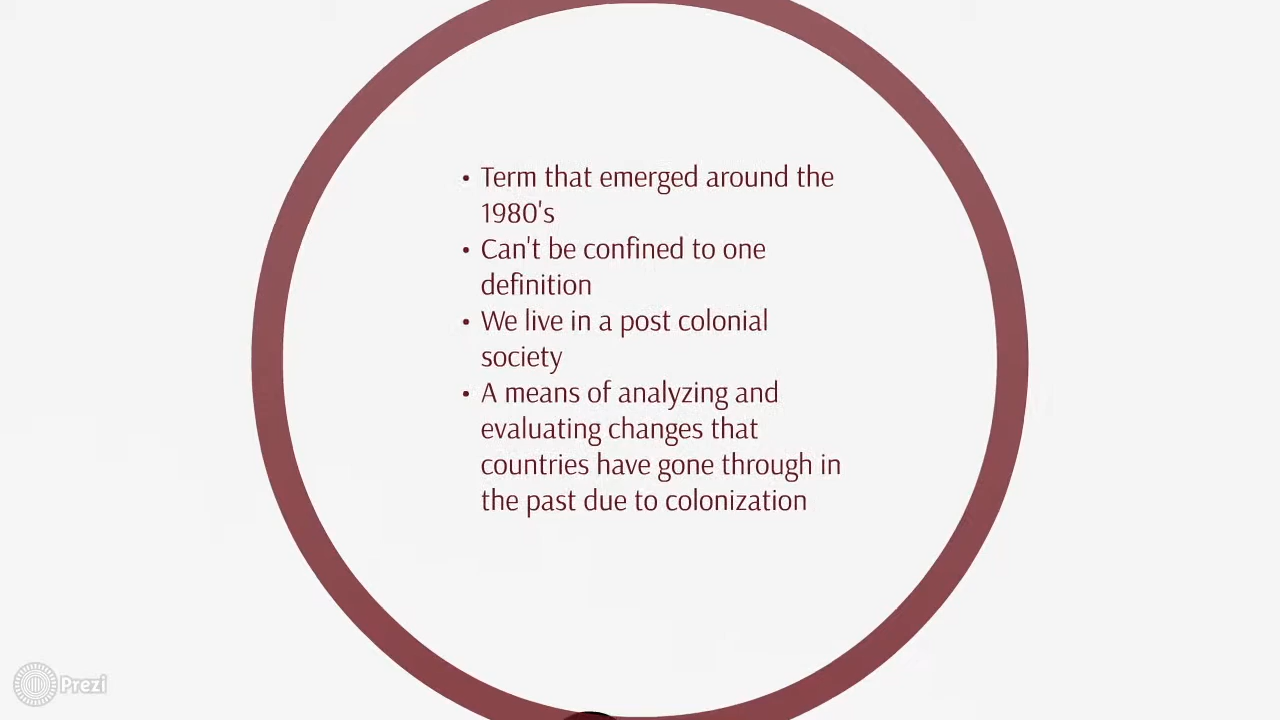 • Term that emerged around the
1980's
• Can't be confined to one
definition
• We live in a post colonial
society
• A means of analyzing and
evaluating changes that
countries have gone through in
the past due to colonization
Prezi